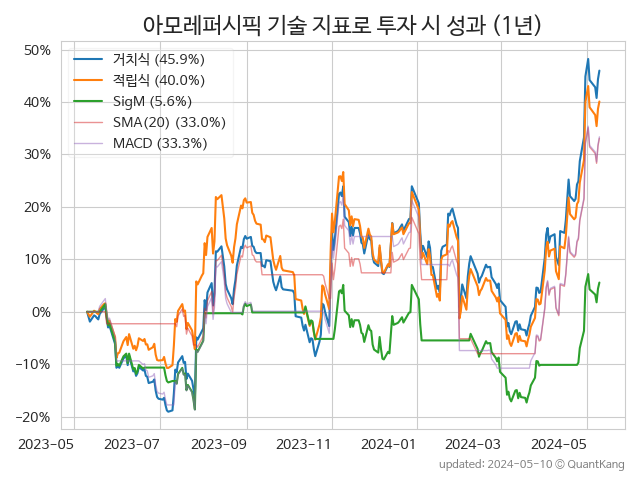 아모레퍼시픽 기술 지표로 투자 시 성과 (1년)
50%
40%
30%
20%
10%
0%
−10%
−20%
거치식 (45.9%)
적립식 (40.0%)
SigM (5.6%)
SMA(20) (33.0%)
MACD (33.3%)
2023-05
2023-07
2023-09
2023-11
2024-01
2024-03
2024-05
updated: 2024-05-10 © QuantKang